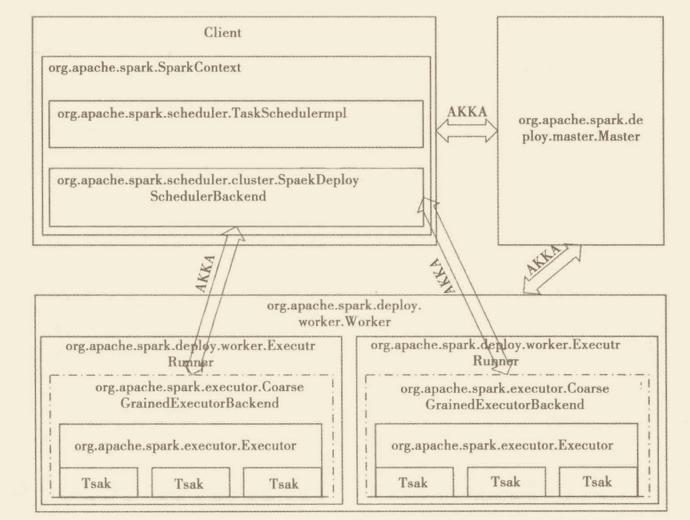 Client
org.apache.spark.SparkContext
org.apache.spark.scheduler.TaskSchedulermpl
org.apache.spark.scheduler.cluster.SpaekDeploy
SchedulerBackend
AKKA
org.apache.spark.de
ploy.master.Master
AKKA
AKKA
AKKA
org.apache.spark.deploy.
worker.Worker
org.apache.spark.deploy.worker.Executr
Runner
org.apache.spark.executor.Coarse
GrainedExecutorBackend
org.apache.spark.executor.Executor
Tsak
Tsak
Tsak
org.apache.spark.deploy.worker.Executr
Runner
org.apache.spark.executor.Coarse
GrainedExecutorBackend
org.apache.spark.executor.Executor
Tsak
Tsak
Tsak